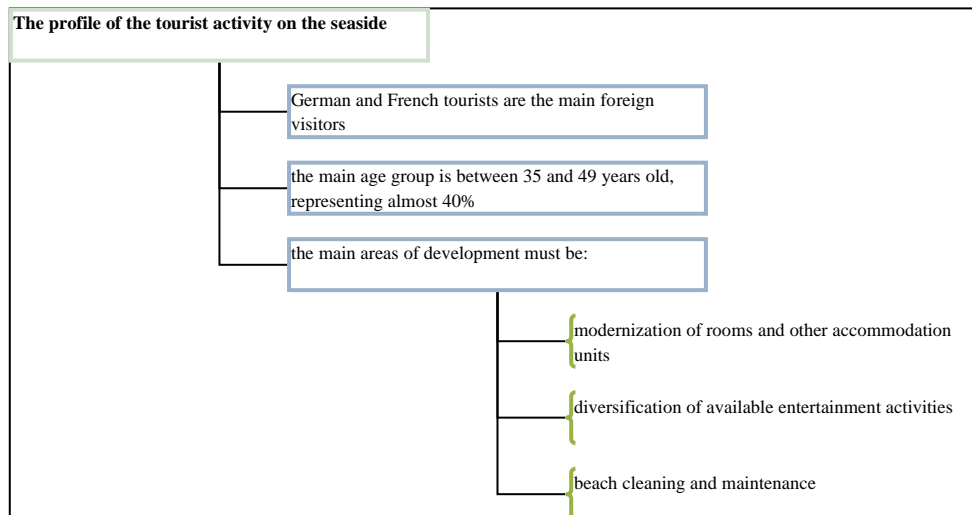 The profile of the tourist activity on the seaside
German and French tourists are the main foreign
visitors
the main age group is between 35 and 49 years old,
representing almost 40%
the main areas of development must be:
modernization of rooms and other accommodation
units
diversification of available entertainment activities
beach cleaning and maintenance